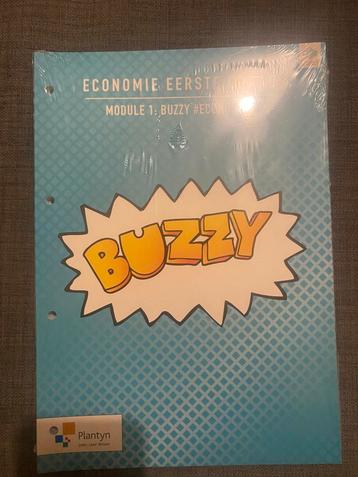 ECONOMIE EERSTE
MODULE 1: BUZZY
BUZZY
Plantyn